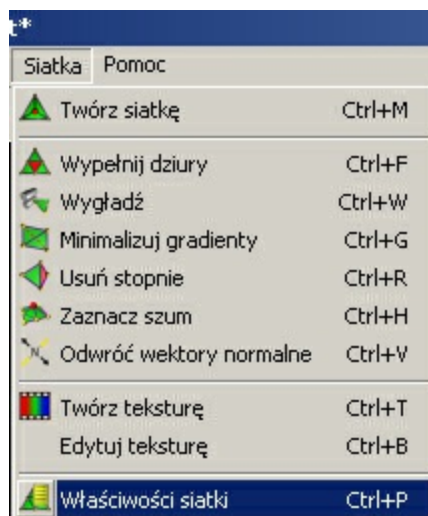 t*
Siatka Pomoc
Twórz siatkę Ctrl+M
Wypełnij dziury Ctrl+F
Wygładź Ctrl+W
Minimalizuj gradienty Ctrl+G
Usuń stopnie Ctrl+R
Zaznacz szum Ctrl+H
Odwróć wektory normalne Ctrl+V
Twórz teksturę Ctrl+T
Edytuj teksturę Ctrl+B
Właściwości siatki Ctrl+P